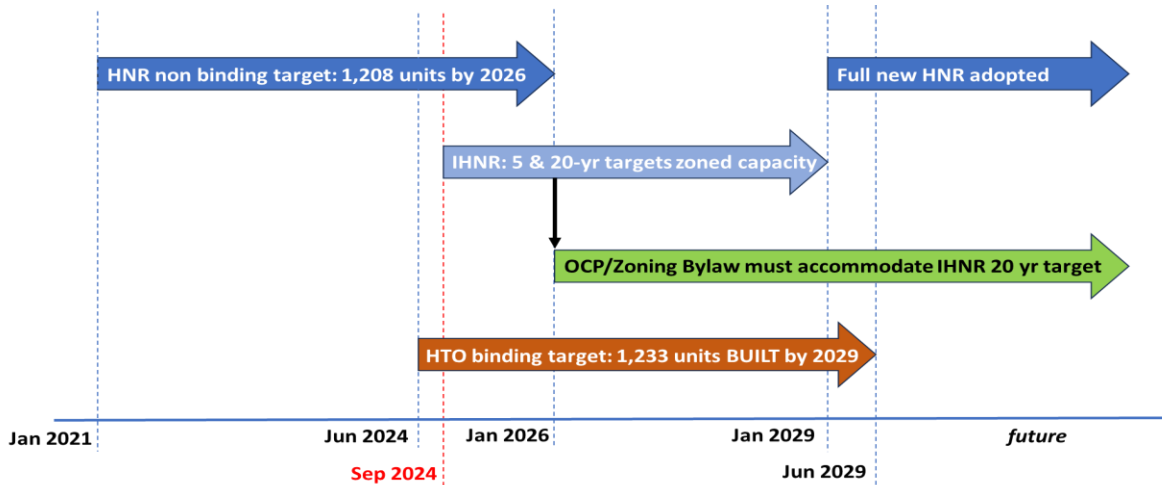 HNR non binding target: 1,208 units by 2026
Full new HNR adopted
IHNR: 5 & 20-yr targets zoned capacity
OCP/Zoning Bylaw must accommodate IHNR 20 yr target
HTO binding target: 1,233 units BUILT by 2029
Jan 2021
Jun 2024
Jan 2026
Jan 2029
future
Sep 2024
Jun 2029